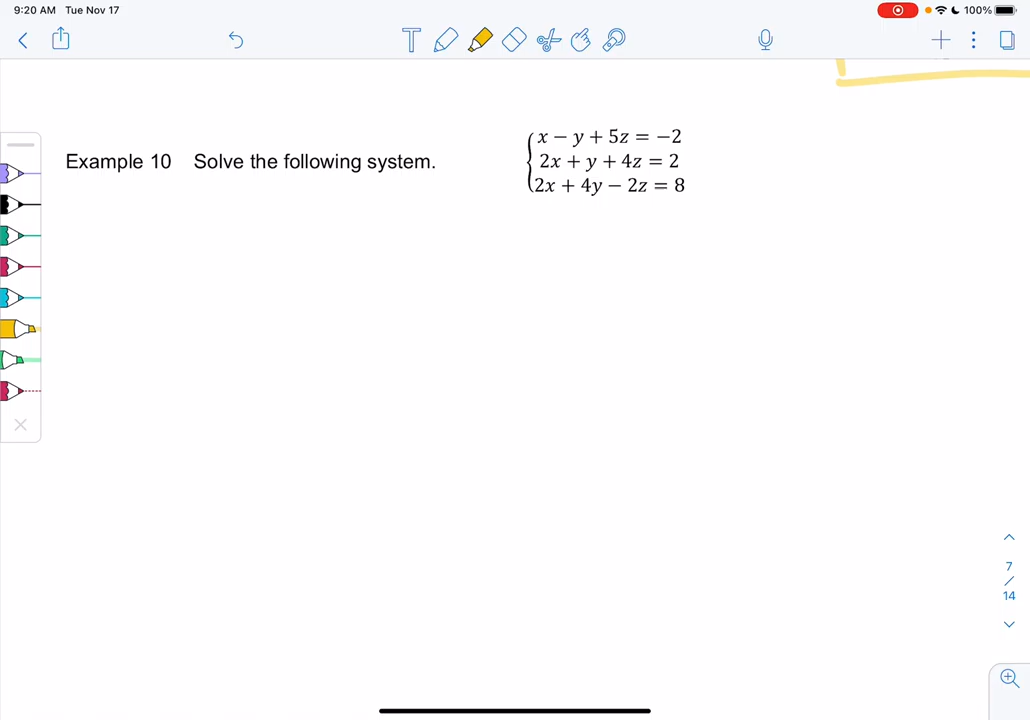 9:20 AM Tue Nov 17
100%
T
Example 10 Solve the following system.
x − y + 5z = −2
2x + y + 4z = 2
2x + 4y − 2z = 8
7
/
14